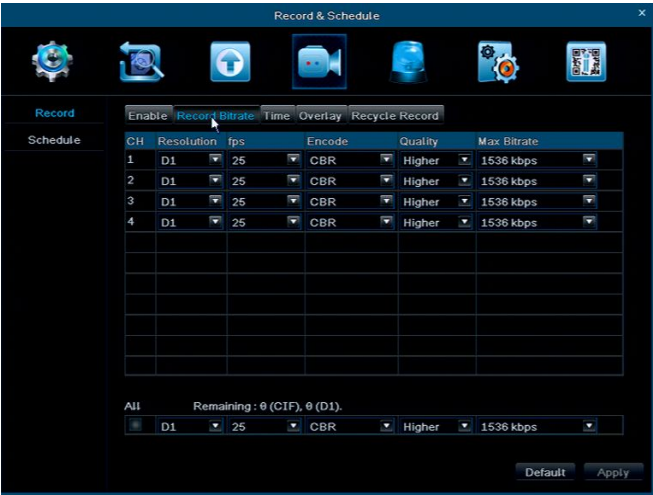 Record & Schedule ×
Record
Schedule
Enable Record Bitrate Time Overlay Recycle Record
CH Resolution fps Encode Quality Max Bitrate
1 D1 25 CBR Higher 1536 kbps
2 D1 25 CBR Higher 1536 kbps
3 D1 25 CBR Higher 1536 kbps
4 D1 25 CBR Higher 1536 kbps
All Remaining : 0 (CIF), 0 (D1).
D1 25 CBR Higher 1536 kbps
Default Apply